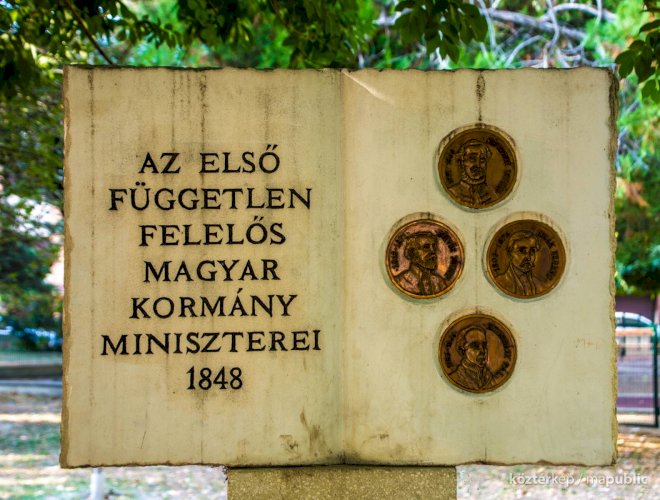 AZ ELSŐ
FÜGGETLEN
FELELŐS
MAGYAR
KORMÁNY
MINISZTEREI
1848
köztérkép / mapublic